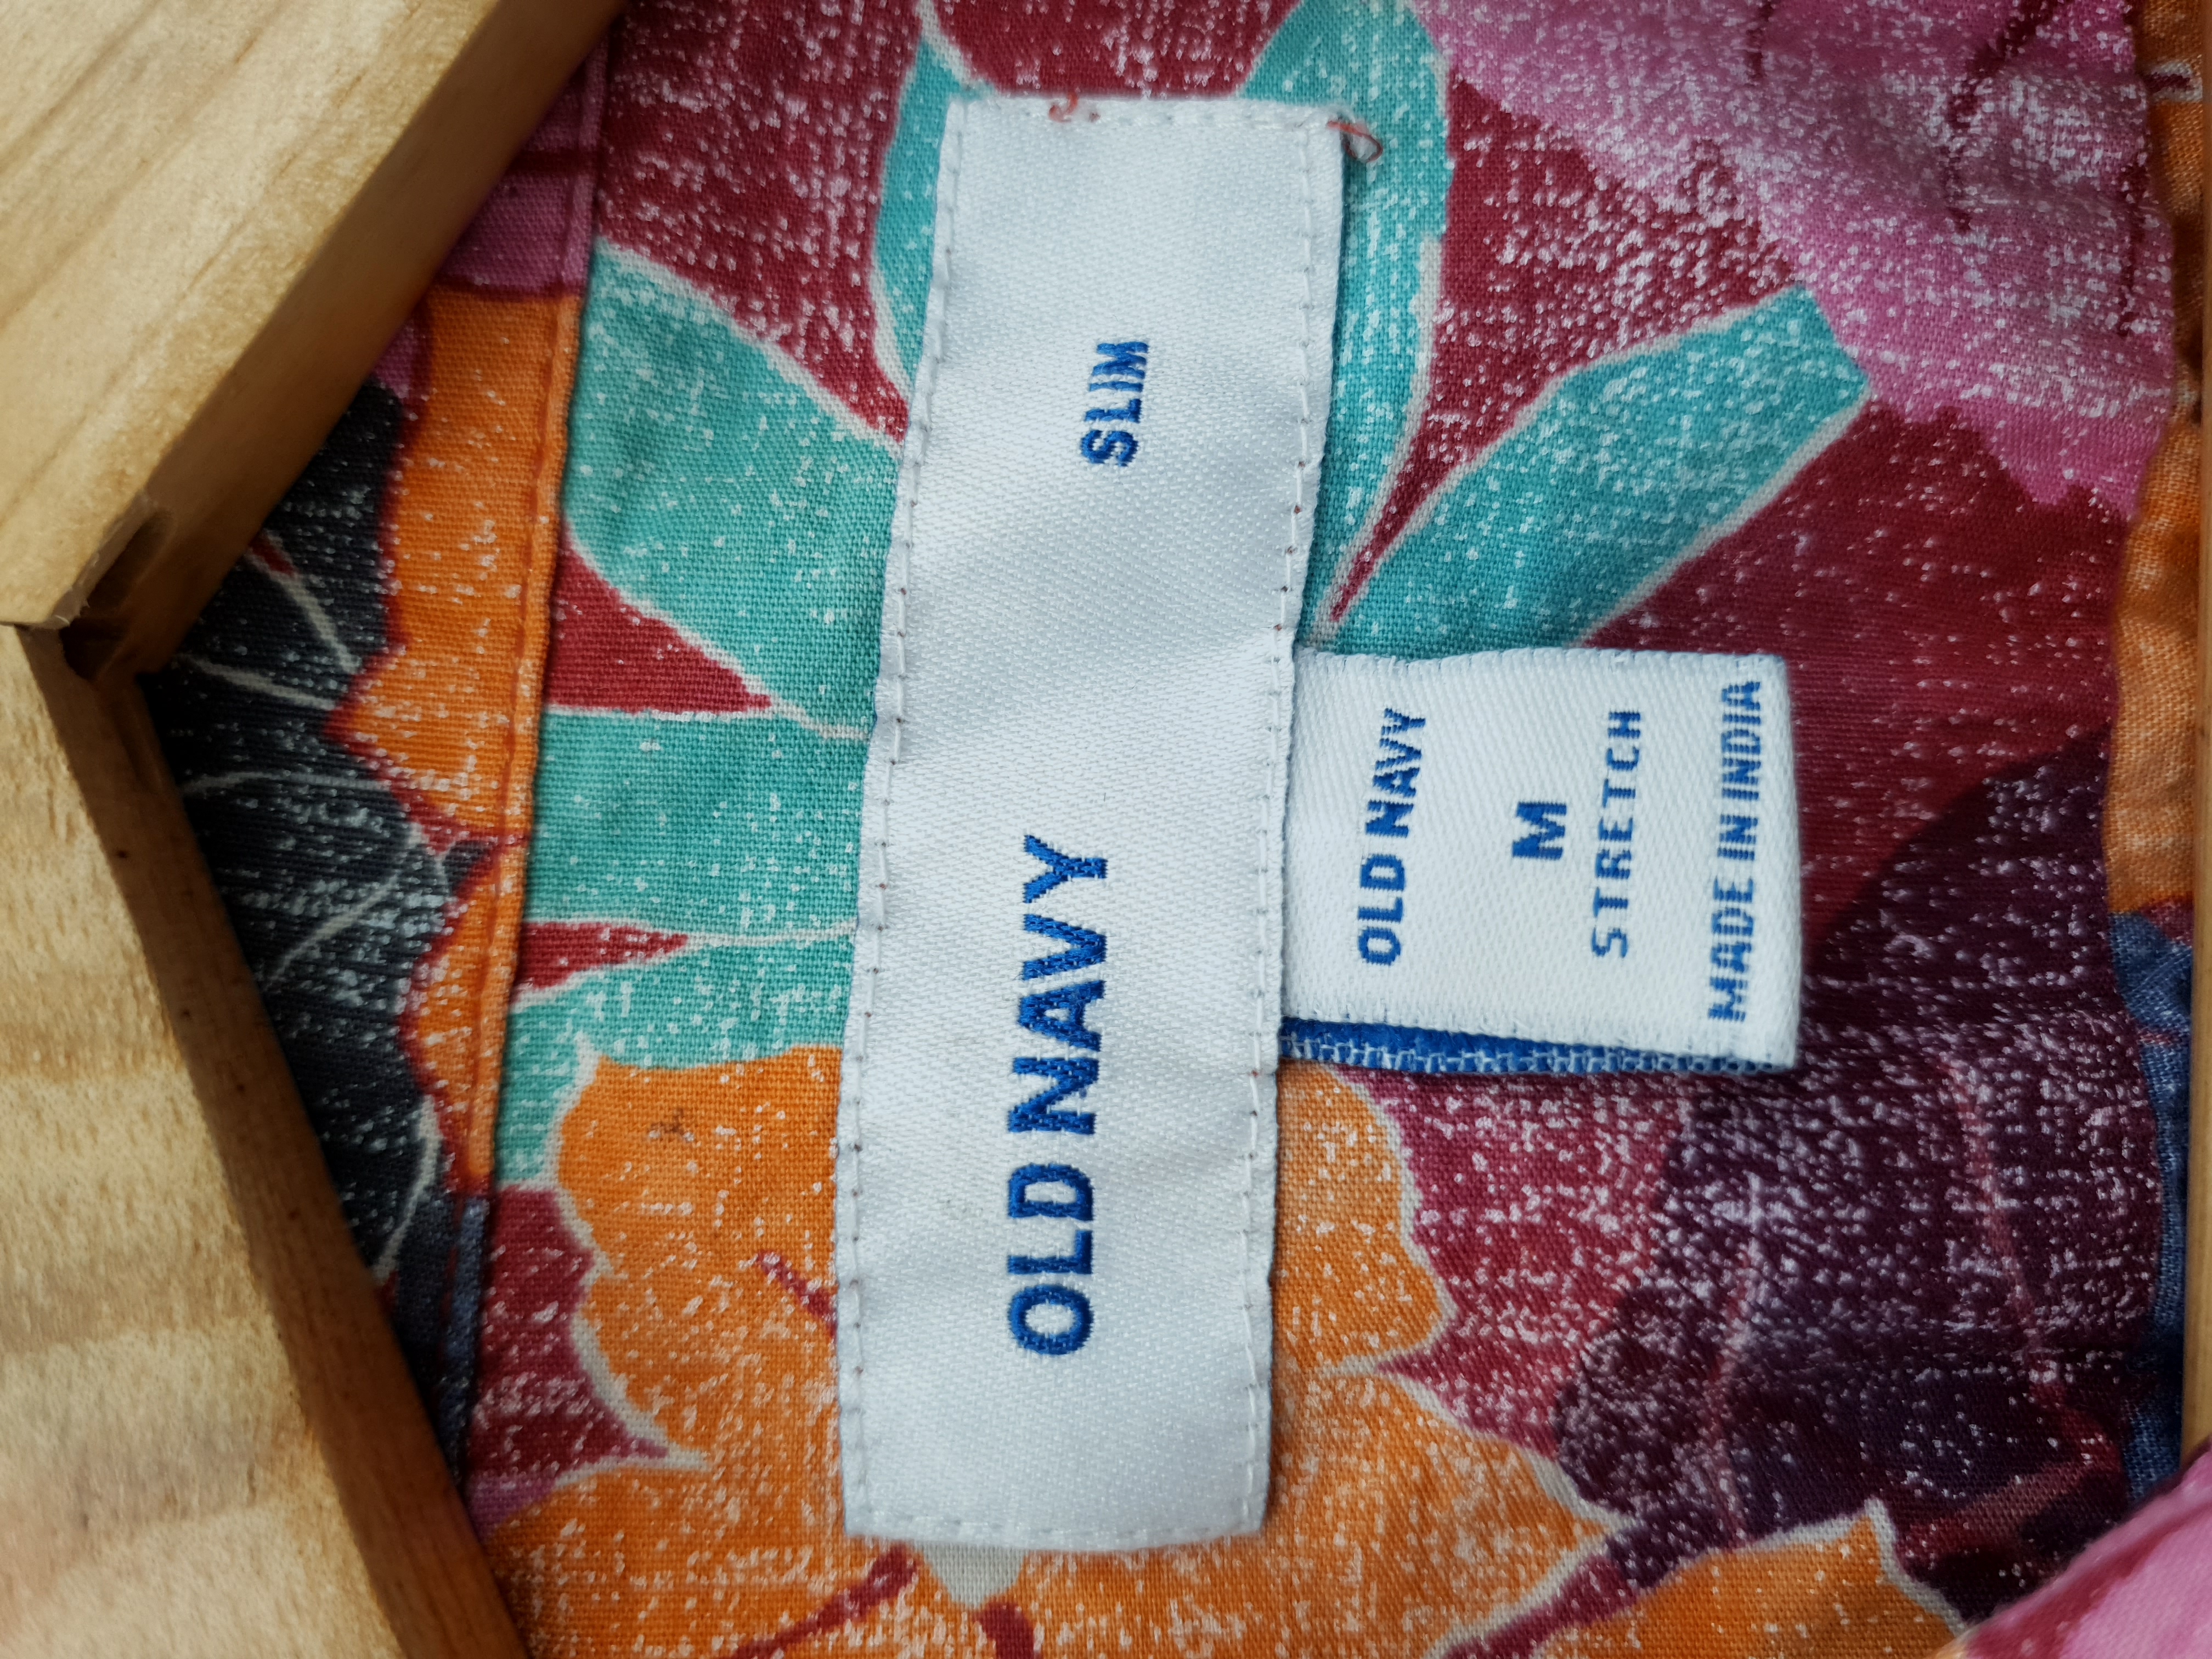 OLD NAVY SLIM
OLD NAVY
M
STRETCH
MADE IN INDIA